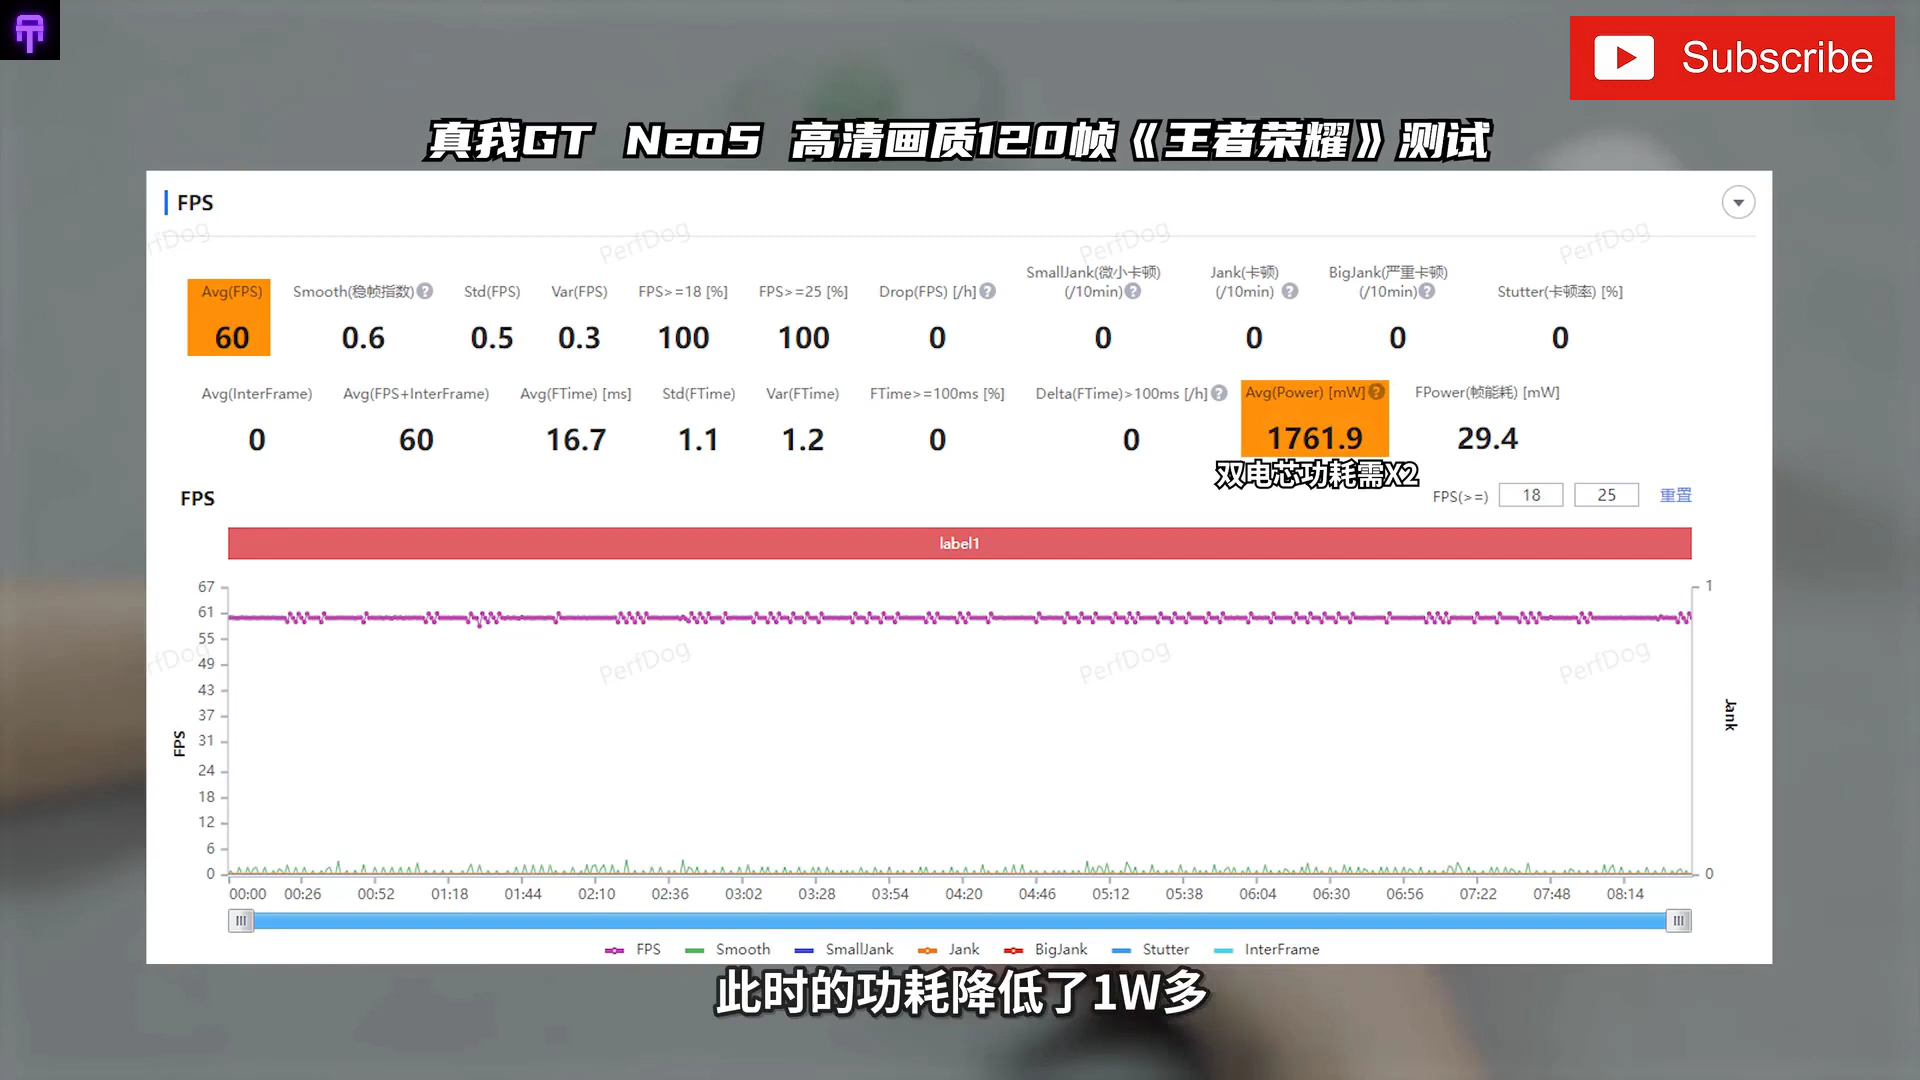 Subscribe
真我GT Neo5 高清画质120帧《王者荣耀》测试
FPS
Avg(FPS) Smooth(稳帧指数) Std(FPS) Var(FPS) FPS>=18 [%] FPS>=25 [%] Drop(FPS) [/h] SmallJank(微小卡顿)(/10min) Jank(卡顿)(/10min) BigJank(严重卡顿)(/10min) Stutter(卡顿率) [%]
60 0.6 0.5 0.3 100 100 0 0 0 0 0
Avg(InterFrame) Avg(FPS+InterFrame) Avg(FTime) [ms] Std(FTime) Var(FTime) FTime>=100ms [%] Delta(FTime)>100ms [/h] Avg(Power) [mW] FPower(帧能耗) [mW]
0 60 16.7 1.1 1.2 0 0 1761.9 29.4
双电芯功耗需X2
FPS FPS(>=) 18 25 重置
label1
67 1
61
55
49
43
37
31
24
18
12
6
0 0
FPS
Jank
00:00 00:26 00:52 01:18 01:44 02:10 02:36 03:02 03:28 03:54 04:20 04:46 05:12 05:38 06:04 06:30 06:56 07:22 07:48 08:14
FPS Smooth SmallJank Jank BigJank Stutter InterFrame
PerfDog PerfDog PerfDog
PerfDog PerfDog PerfDog
此时的功耗降低了1W多